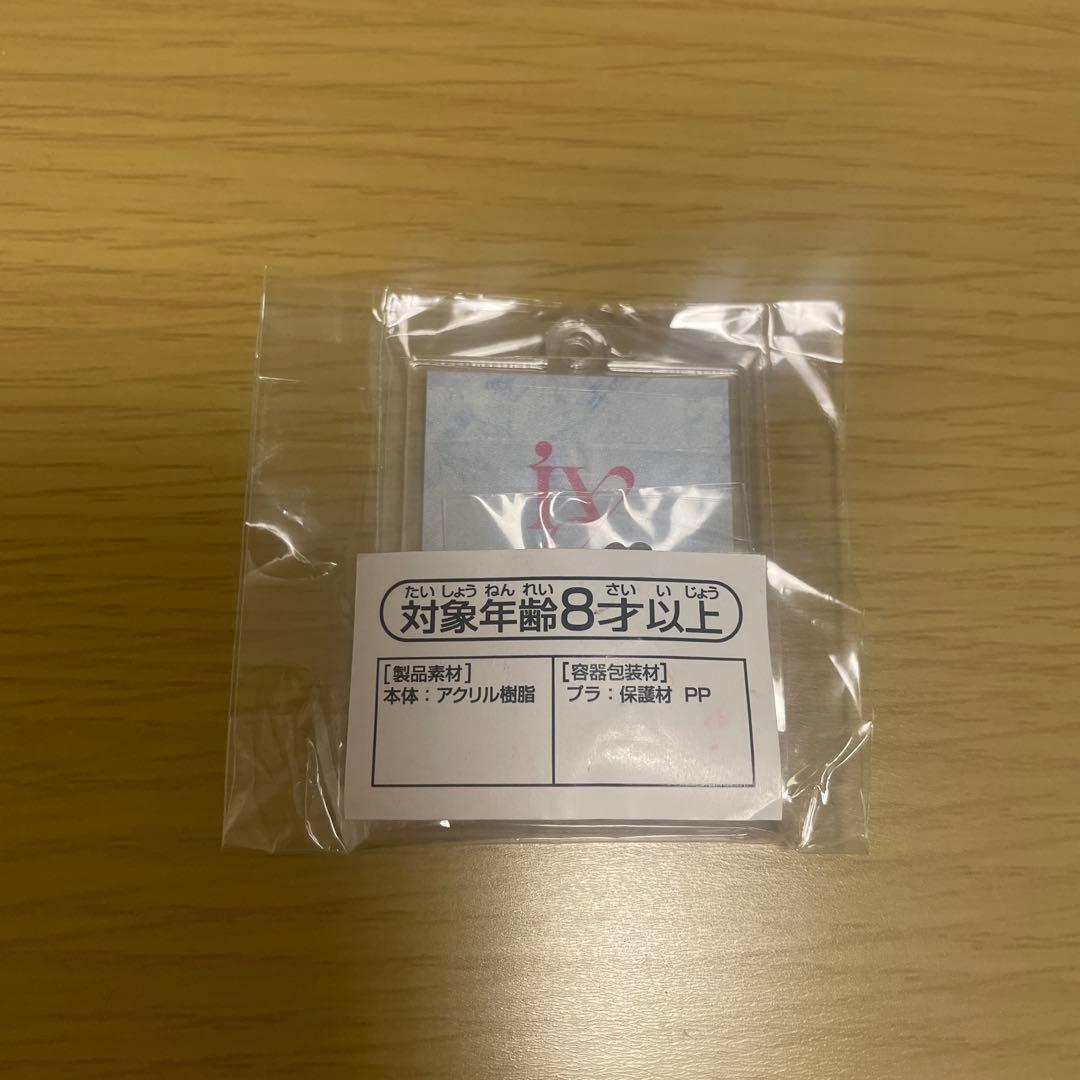 たいしょうねんれい さいいじょう
対象年齢8才以上
[製品素材]
本体：アクリル樹脂
[容器包装材]
プラ：保護材 PP